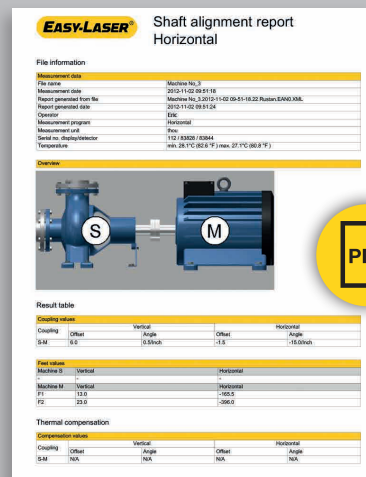 EASY-LASER®
Shaft alignment report
Horizontal
File information
Measurement data
File name Machine No_3
Measurement date 2012-11-02 09:51:18
Report generated from file Machine No_3.2012-11-02 09-51-18.22.Rustan.EAN0.XML
Report generated date 2012-11-02 09:51:24
Operator Eric
Measurement program Horizontal
Measurement unit thou
Serial no, display/detector 112 / 83826 / 83844
Temperature min. 28.1°C (82.6 °F ) max. 27.1°C (80.8 °F )
Overview
S M
Result table
Coupling values
Coupling Vertical Horizontal
Offset Angle Offset Angle
S-M 6.0 0.5/Inch -1.5 -15.0/Inch
Feet values
Machine S Vertical Horizontal
- - -
Machine M Vertical Horizontal
F1 13.0 -165.5
F2 23.0 -396.0
Thermal compensation
Compensation values
Coupling Vertical Horizontal
Offset Angle Offset Angle
S-M N/A N/A N/A N/A